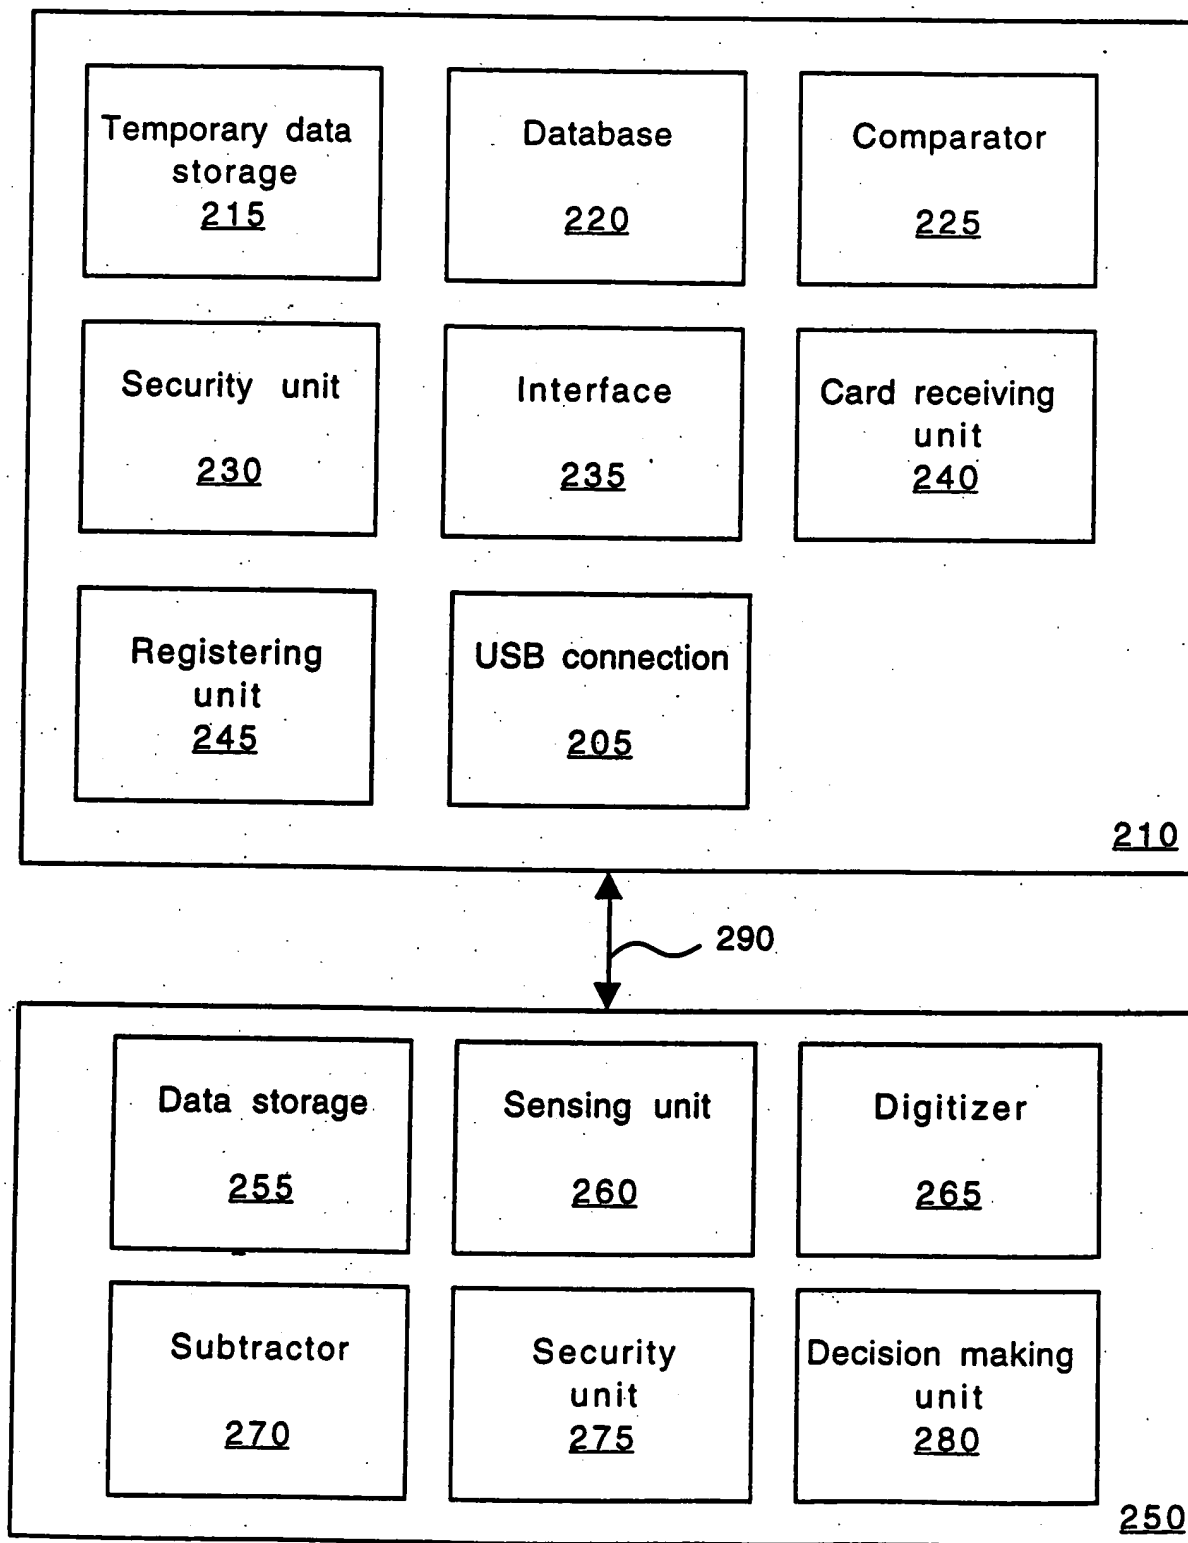 Temporary data
storage
215
Database
220
Comparator
225
Security unit
230
Interface
235
Card receiving
unit
240
Registering
unit
245
USB connection
205
210
290
Data storage
255
Sensing unit
260
Digitizer
265
Subtractor
270
Security
unit
275
Decision making
unit
280
250